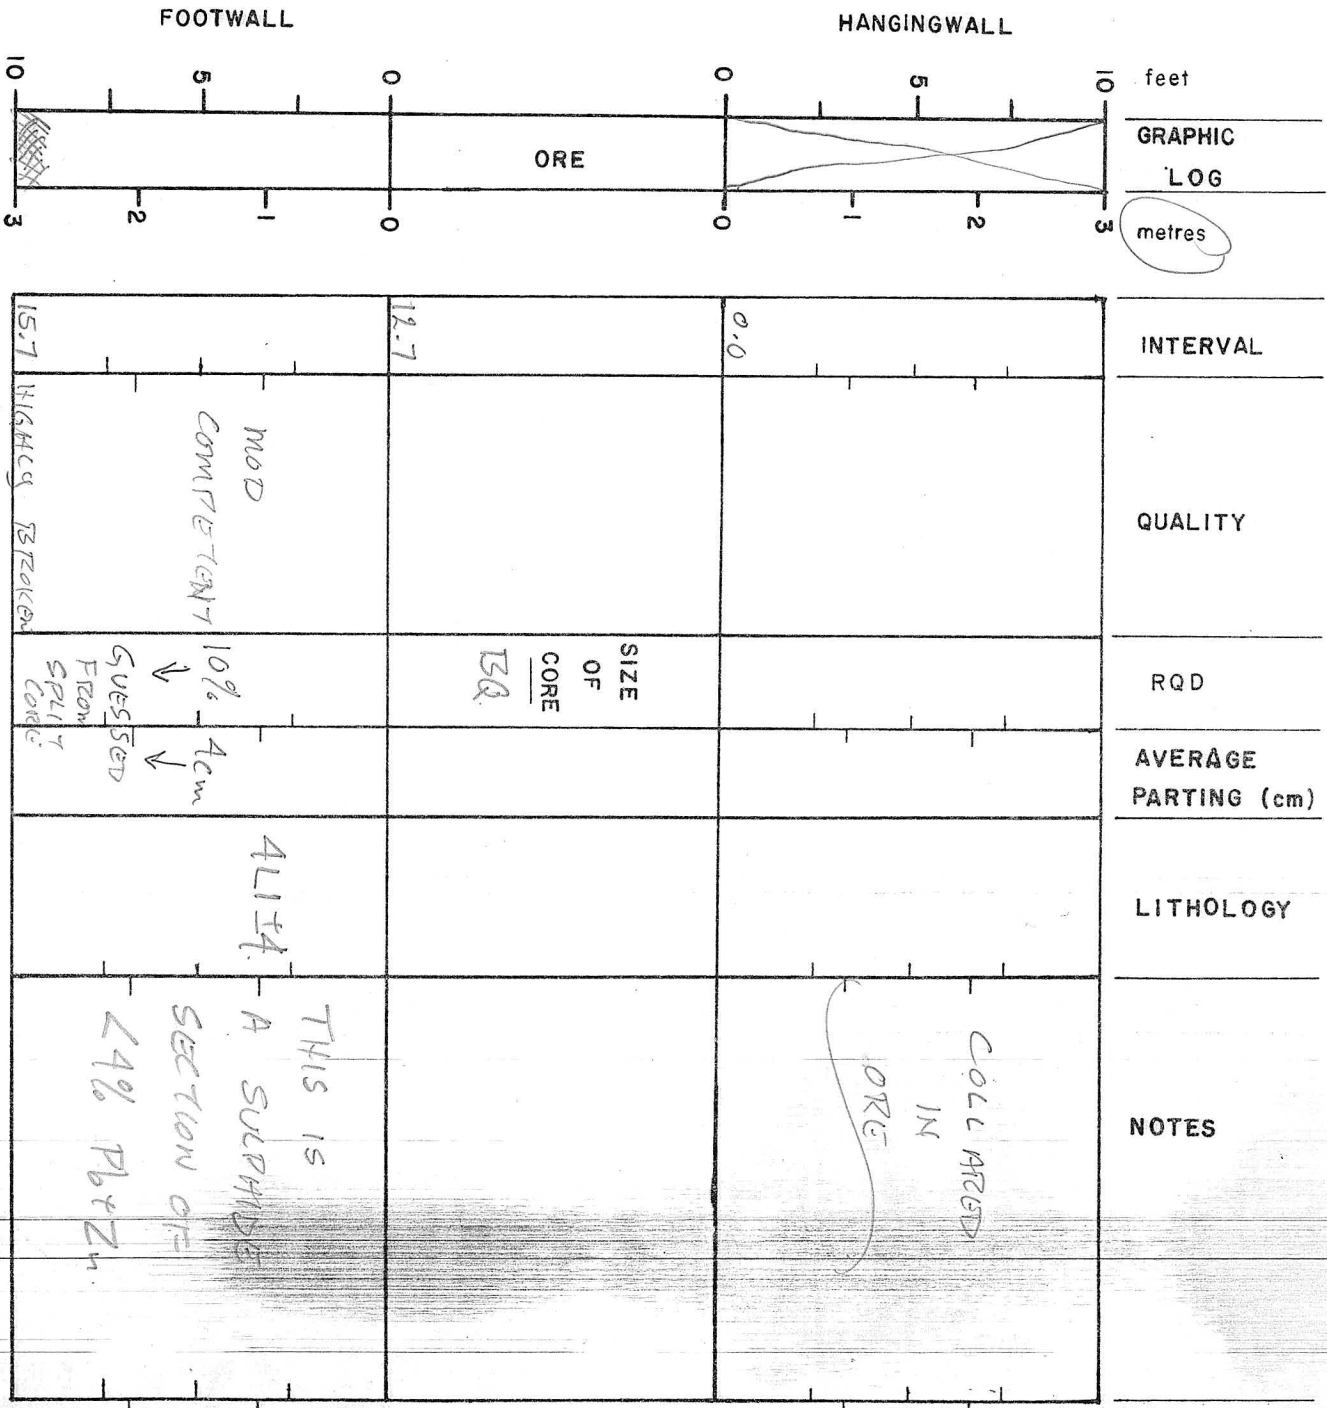 FOOTWALL
HANGINGWALL
10 5 0 0 5 10 feet
ORE
GRAPHIC
LOG
3 2 1 0 0 1 2 3
metres
15.7 12.7 0.0
INTERVAL
HIGHLY BROKEN
MOD
COMPETENT
QUALITY
10%
↓
GUESSED
FROM
SPLIT
CORE
SIZE
OF
CORE
BQ
RQD
4cm
↓
AVERAGE
PARTING (cm)
4L1±4.
LITHOLOGY
THIS IS
A SULPHIDE
SECTION OF
<4% Pb+Zn
COLLARED
IN
ORE
NOTES